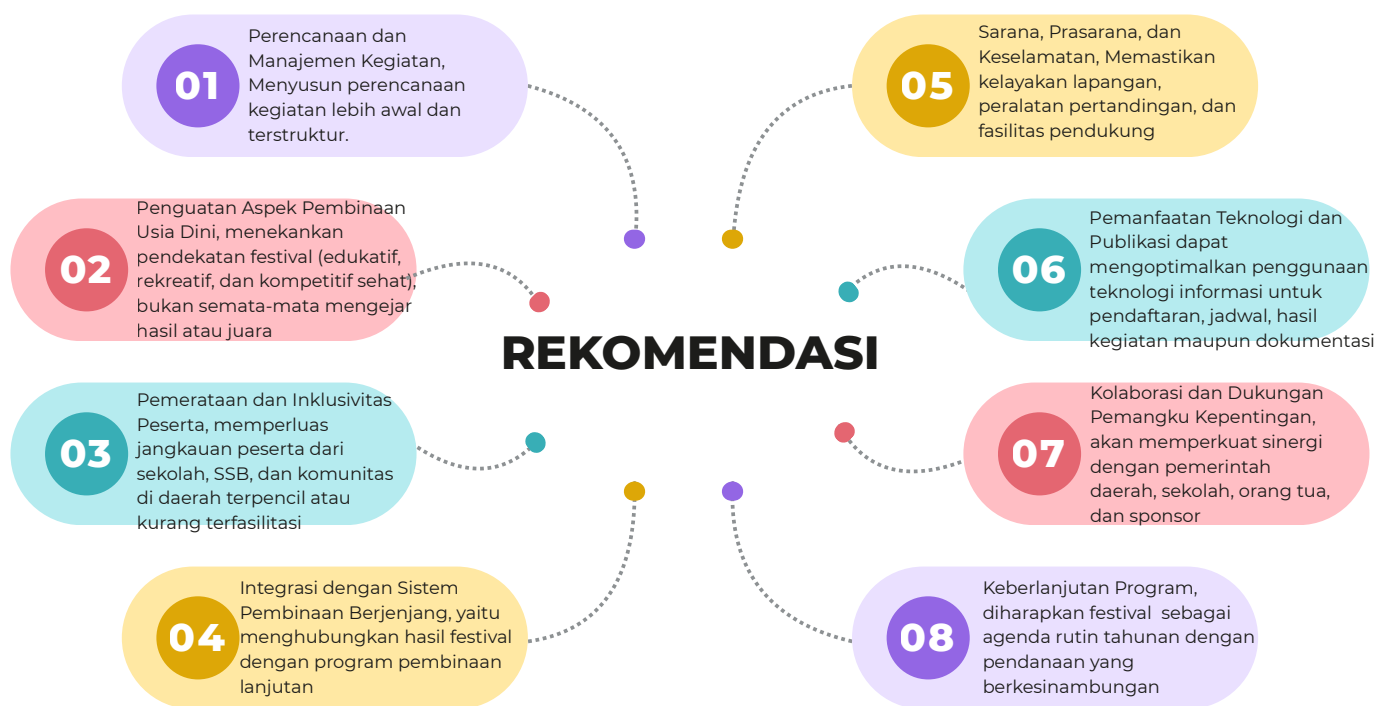 01
Perencanaan dan
Manajemen Kegiatan,
Menyusun perencanaan
kegiatan lebih awal dan
terstruktur.
02
Penguatan Aspek Pembinaan
Usia Dini, menekankan
pendekatan festival (edukatif,
rekreatif, dan kompetitif sehat),
bukan semata-mata mengejar
hasil atau juara
03
Pemerataan dan Inklusivitas
Peserta, memperluas
jangkauan peserta dari
sekolah, SSB, dan komunitas
di daerah terpencil atau
kurang terfasilitasi
04
Integrasi dengan Sistem
Pembinaan Berjenjang, yaitu
menghubungkan hasil festival
dengan program pembinaan
lanjutan
REKOMENDASI
05
Sarana, Prasarana, dan
Keselamatan, Memastikan
kelayakan lapangan,
peralatan pertandingan, dan
fasilitas pendukung
06
Pemanfaatan Teknologi dan
Publikasi dapat
mengoptimalkan penggunaan
teknologi informasi untuk
pendaftaran, jadwal, hasil
kegiatan maupun dokumentasi
07
Kolaborasi dan Dukungan
Pemangku Kepentingan,
akan memperkuat sinergi
dengan pemerintah
daerah, sekolah, orang tua,
dan sponsor
08
Keberlanjutan Program,
diharapkan festival  sebagai
agenda rutin tahunan dengan
pendanaan yang
berkesinambungan